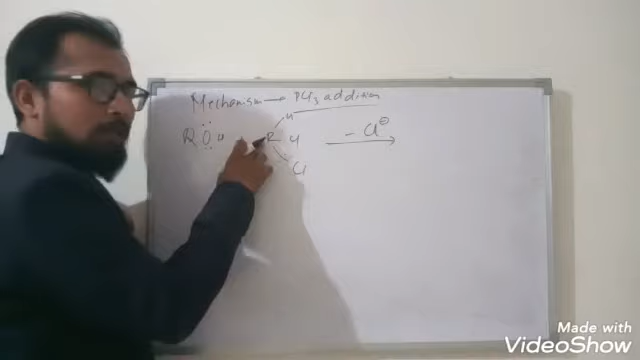 Mechanism — PCl₃ addition
RÖH + P Cl
Cl
Cl
- Cl⊖
Made with
VideoShow